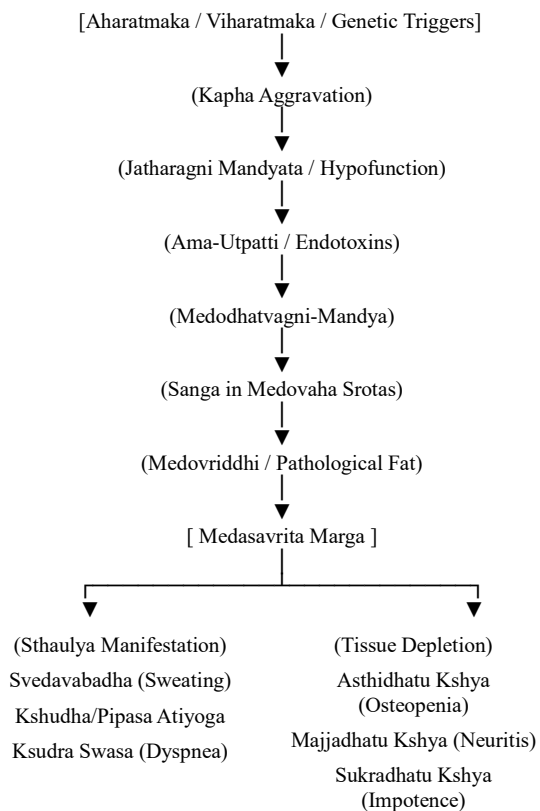 [Aharatmaka / Viharatmaka / Genetic Triggers]
(Kapha Aggravation)
(Jatharagni Mandyata / Hypofunction)
(Ama-Utpatti / Endotoxins)
(Medodhatvagni-Mandya)
(Sanga in Medovaha Srotas)
(Medovriddhi / Pathological Fat)
[ Medasavrita Marga ]
(Sthaulya Manifestation)
Svedavabadha (Sweating)
Kshudha/Pipasa Atiyoga
Ksudra Swasa (Dyspnea)
(Tissue Depletion)
Asthidhatu Kshya
(Osteopenia)
Majjadhatu Kshya (Neuritis)
Sukradhatu Kshya
(Impotence)